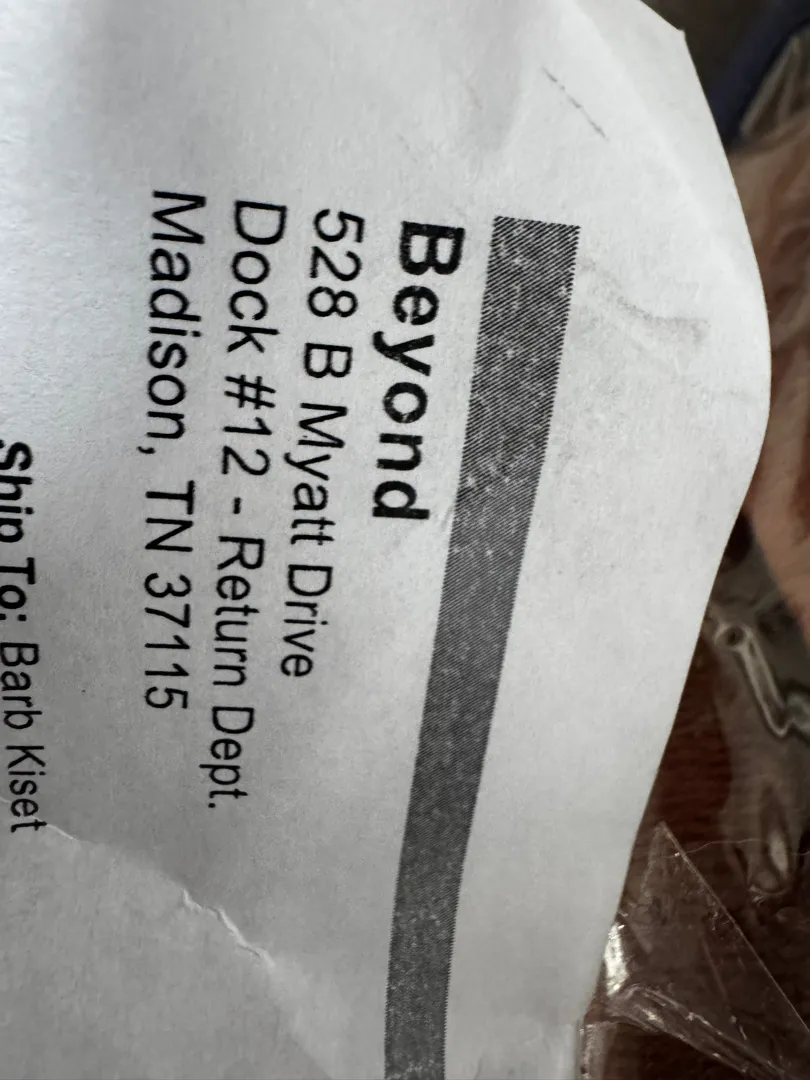 Beyond
528 B Myatt Drive
Dock #12 - Return Dept.
Madison, TN 37115
Ship To: Barb Kiset